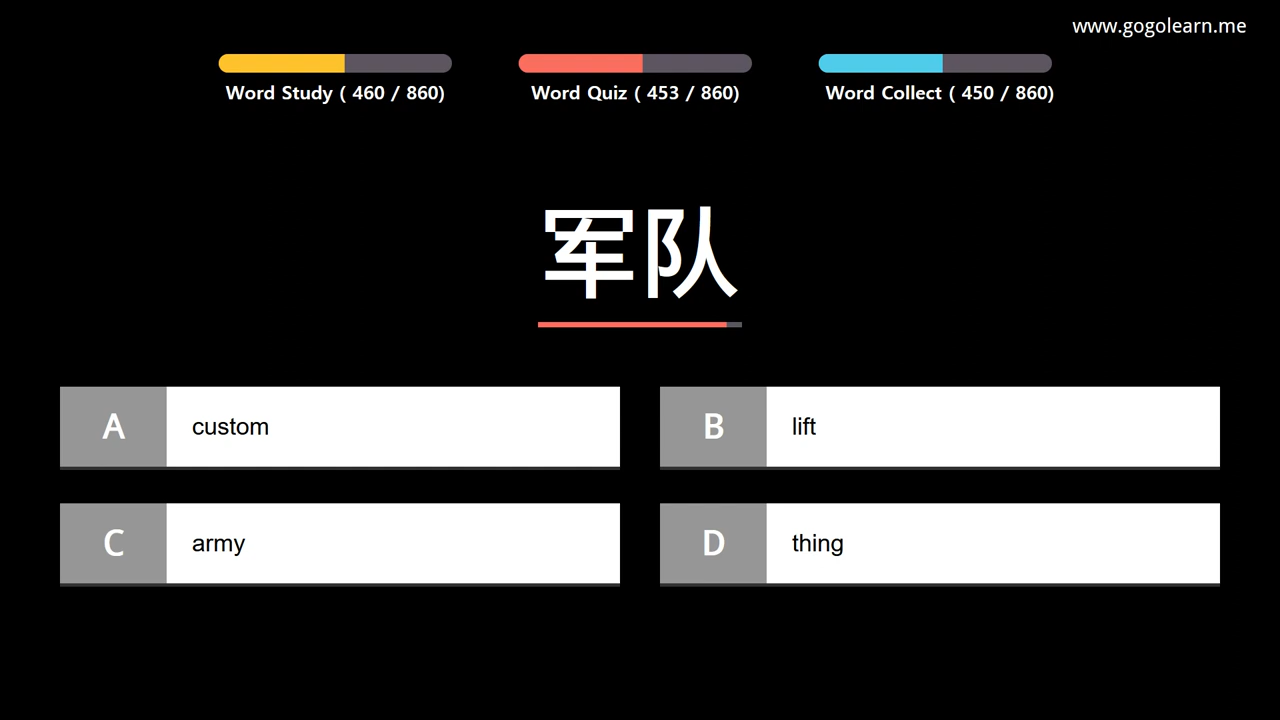 www.gogolearn.me
Word Study ( 460 / 860)
Word Quiz ( 453 / 860)
Word Collect ( 450 / 860)
军队
A custom
B lift
C army
D thing